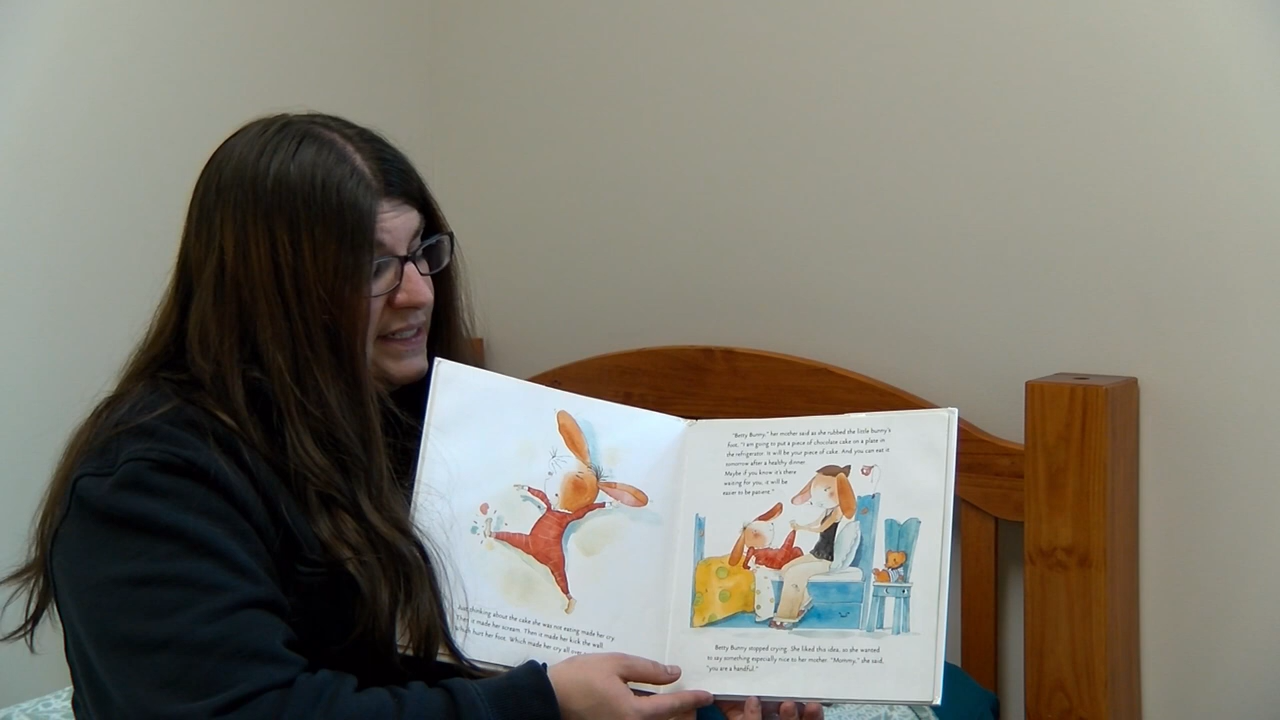 Just thinking about the cake she was not eating made her cry.
Then it made her scream. Then it made her kick the wall
which hurt her foot. Which made her cry all over
"Betty Bunny," her mother said as she rubbed the little bunny's
foot, "I am going to put a piece of chocolate cake on a plate in
the refrigerator. It will be your piece of cake. And you can eat it
tomorrow after a healthy dinner.
Maybe if you know it's there
waiting for you, it will be
easier to be patient."
Betty Bunny stopped crying. She liked this idea, so she wanted
to say something especially nice to her mother. "Mommy," she said,
"you are a handful."